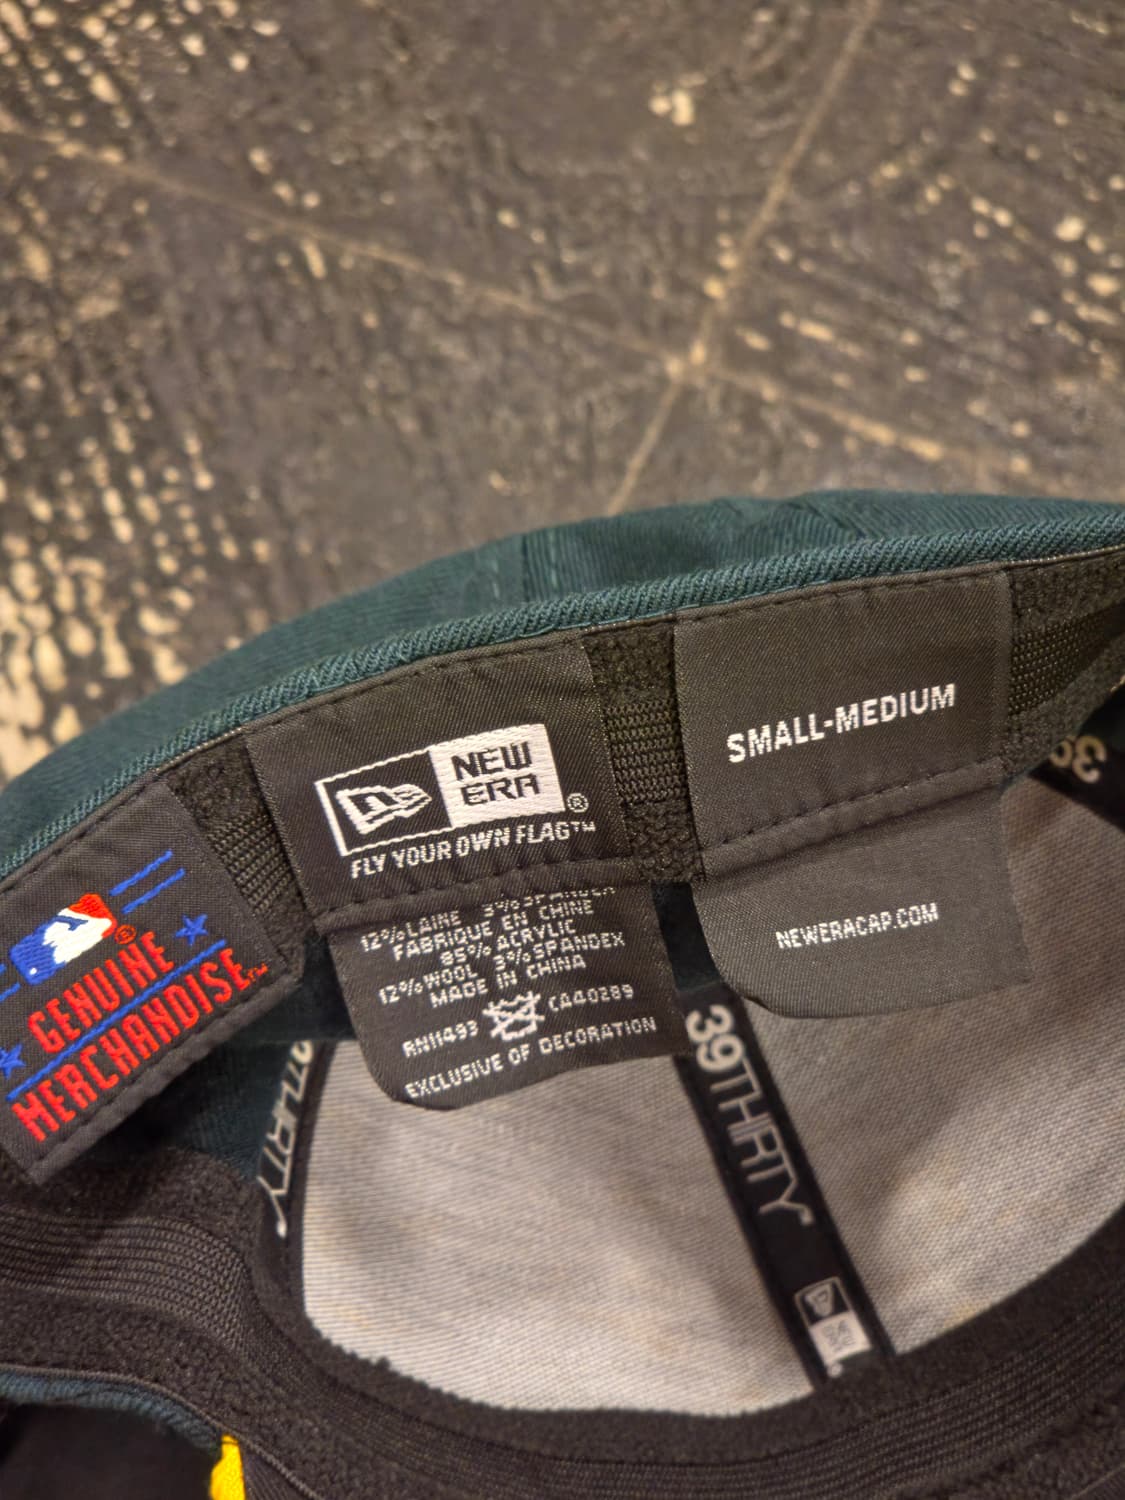 GENUINE
MERCHANDISE™
NEW
ERA®
FLY YOUR OWN FLAG™
12% LAINE 3% SPANDEX
FABRIQUE EN CHINE
85% ACRYLIC
12% WOOL 3% SPANDEX
MADE IN CHINA
RN11493 CA40289
EXCLUSIVE OF DECORATION
SMALL-MEDIUM
NEWERACAP.COM
39THIRTY